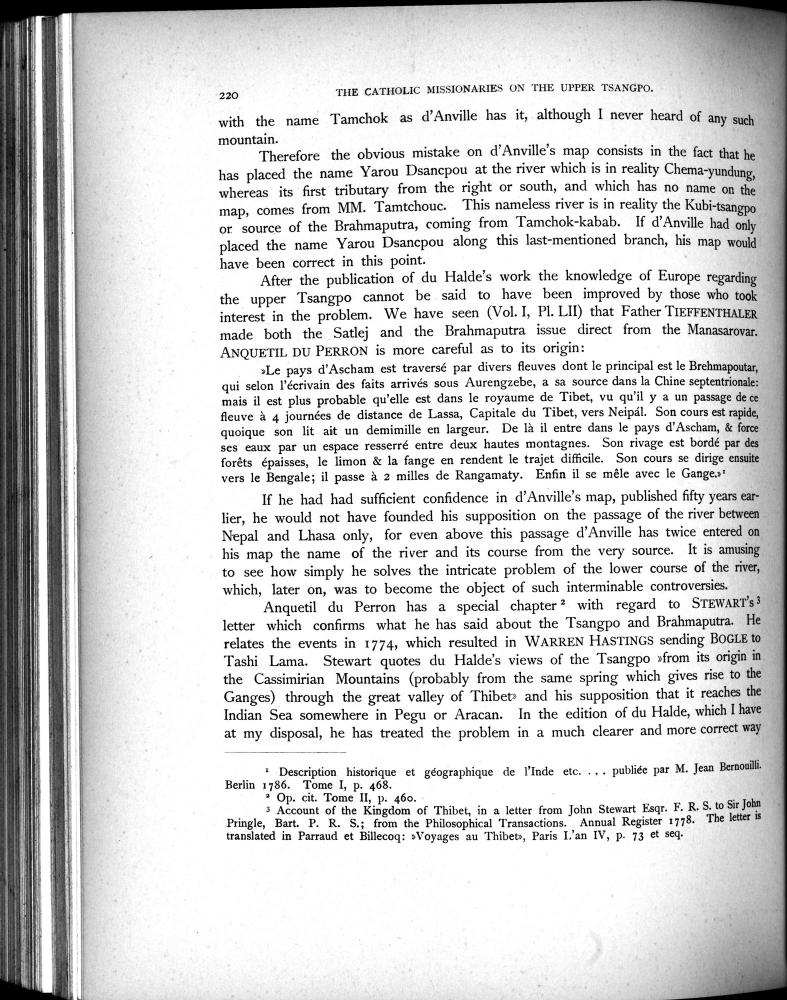 220 THE CATHOLIC MISSIONARIES ON THE UPPER TSANGPO.
with the name Tamchok as d'Anville has it, although I never heard of any such
mountain.
Therefore the obvious mistake on d'Anville's map consists in the fact that he
has placed the name Yarou Dsancpou at the river which is in reality Chema-yundung,
whereas its first tributary from the right or south, and which has no name on the
map, comes from MM. Tamtchouc. This nameless river is in reality the Kubi-tsangpo
or source of the Brahmaputra, coming from Tamchok-kabab. If d'Anville had only
placed the name Yarou Dsancpou along this last-mentioned branch, his map would
have been correct in this point.
After the publication of du Halde's work the knowledge of Europe regarding
the upper Tsangpo cannot be said to have been improved by those who took
interest in the problem. We have seen (Vol. I, Pl. LII) that Father TIEFFENTHALER
made both the Satlej and the Brahmaputra issue direct from the Manasarovar.
ANQUETIL DU PERRON is more careful as to its origin:
»Le pays d'Ascham est traversé par divers fleuves dont le principal est le Brehmapoutar,
qui selon l'écrivain des faits arrivés sous Aurengzebe, a sa source dans la Chine septentrionale:
mais il est plus probable qu'elle est dans le royaume de Tibet, vu qu'il y a un passage de ce
fleuve à 4 journées de distance de Lassa, Capitale du Tibet, vers Neipál. Son cours est rapide,
quoique son lit ait un demimille en largeur. De là il entre dans le pays d'Ascham, & force
ses eaux par un espace resserré entre deux hautes montagnes. Son rivage est bordé par des
forêts épaisses, le limon & la fange en rendent le trajet difficile. Son cours se dirige ensuite
vers le Bengale; il passe à 2 milles de Rangamaty. Enfin il se mêle avec le Gange.»¹
If he had had sufficient confidence in d'Anville's map, published fifty years ear-
lier, he would not have founded his supposition on the passage of the river between
Nepal and Lhasa only, for even above this passage d'Anville has twice entered on
his map the name of the river and its course from the very source. It is amusing
to see how simply he solves the intricate problem of the lower course of the river,
which, later on, was to become the object of such interminable controversies.
Anquetil du Perron has a special chapter² with regard to STEWART's³
letter which confirms what he has said about the Tsangpo and Brahmaputra. He
relates the events in 1774, which resulted in WARREN HASTINGS sending BOGLE to
Tashi Lama. Stewart quotes du Halde's views of the Tsangpo »from its origin in
the Cassimirian Mountains (probably from the same spring which gives rise to the
Ganges) through the great valley of Thibet» and his supposition that it reaches the
Indian Sea somewhere in Pegu or Aracan. In the edition of du Halde, which I have
at my disposal, he has treated the problem in a much clearer and more correct way
¹ Description historique et géographique de l'Inde etc. . . . publiée par M. Jean Bernouilli.
Berlin 1786. Tome I, p. 468.
² Op. cit. Tome II, p. 460.
³ Account of the Kingdom of Thibet, in a letter from John Stewart Esqr. F. R. S. to Sir John
Pringle, Bart. P. R. S.; from the Philosophical Transactions. Annual Register 1778. The letter is
translated in Parraud et Billecoq: »Voyages au Thibet», Paris L'an IV, p. 73 et seq.